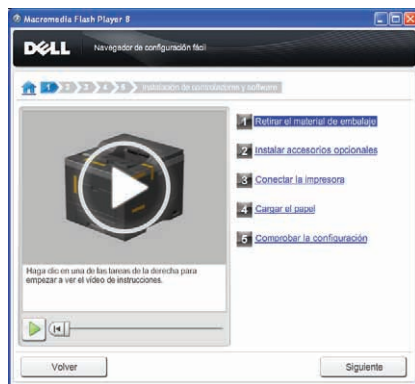 Macromedia Flash Player 8
DELL Navegador de configuración fácil
1 2 3 4 5 Instalación de controladores y software
1 Retirar el material de embalaje
2 Instalar accesorios opcionales
3 Conectar la impresora
4 Cargar el papel
5 Comprobar la configuración
Haga clic en una de las tareas de la derecha para
empezar a ver el vídeo de instrucciones.
Volver
Siguiente